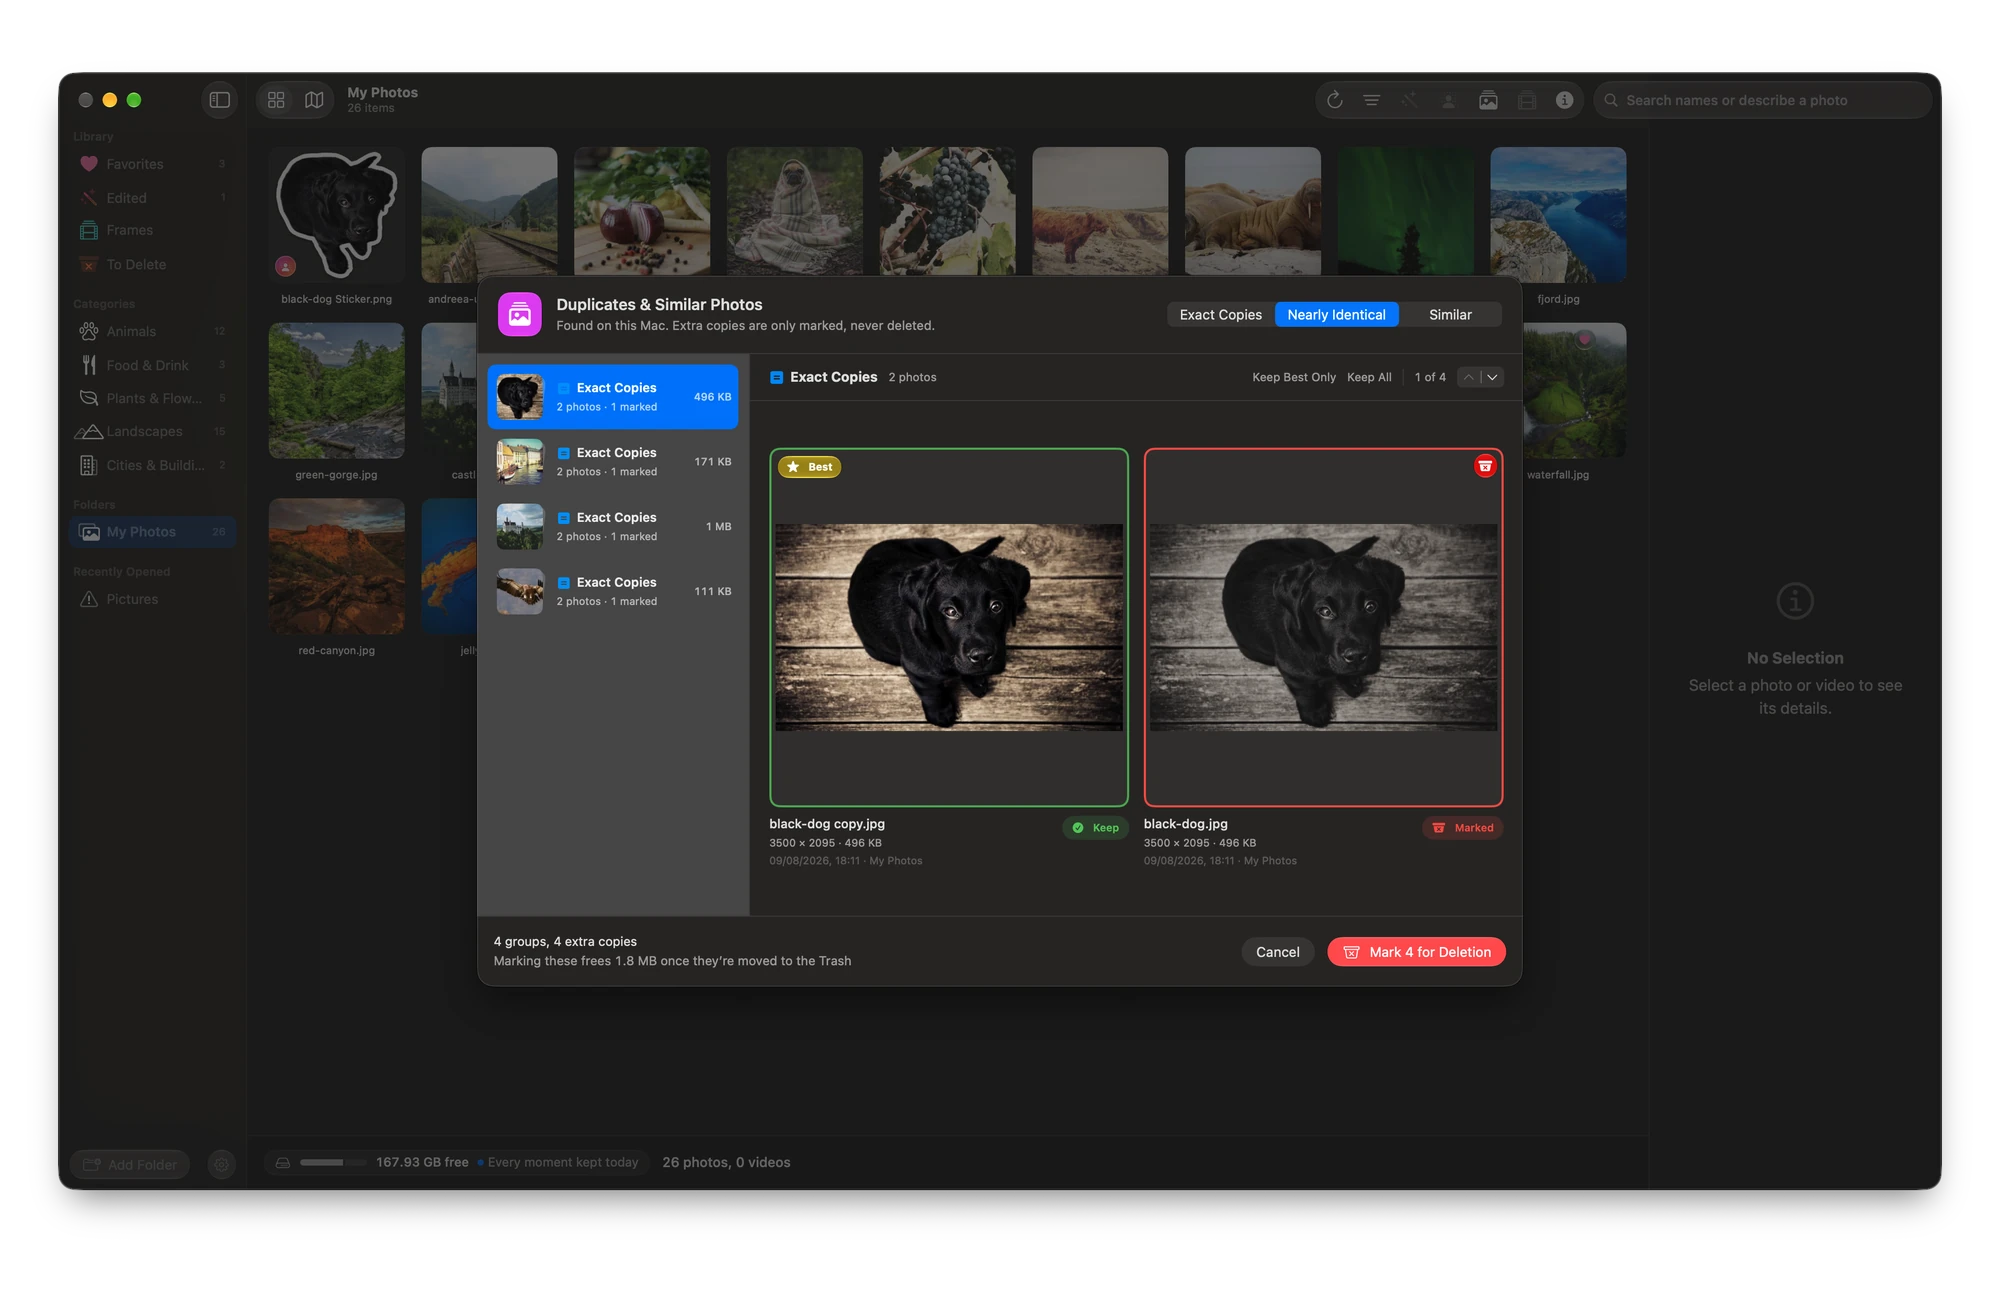 My Photos
26 items
Search names or describe a photo
Library
Favorites 3
Edited 1
Frames
To Delete
Categories
Animals 12
Food & Drink 3
Plants & Flow... 5
Landscapes 15
Cities & Buildi... 2
Folders
My Photos 26
Recently Opened
Pictures
Add Folder
black-dog Sticker.png
fjord.jpg
green-gorge.jpg
waterfall.jpg
red-canyon.jpg
Duplicates & Similar Photos
Found on this Mac. Extra copies are only marked, never deleted.
Exact Copies Nearly Identical Similar
Exact Copies
2 photos · 1 marked
496 KB
Exact Copies
2 photos · 1 marked
171 KB
Exact Copies
2 photos · 1 marked
1 MB
Exact Copies
2 photos · 1 marked
111 KB
Exact Copies 2 photos
Keep Best Only Keep All 1 of 4
Best
black-dog copy.jpg
Keep
3500 × 2095 · 496 KB
09/08/2026, 18:11 · My Photos
black-dog.jpg
Marked
3500 × 2095 · 496 KB
09/08/2026, 18:11 · My Photos
4 groups, 4 extra copies
Marking these frees 1.8 MB once they’re moved to the Trash
Cancel
Mark 4 for Deletion
No Selection
Select a photo or video to see
its details.
167.93 GB free
Every moment kept today
26 photos, 0 videos